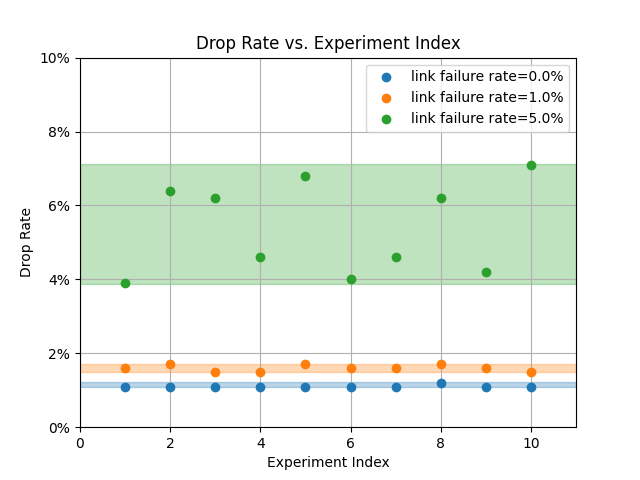 Drop Rate vs. Experiment Index
10%
link failure rate=0.0%
link failure rate=1.0%
link failure rate=5.0%
8%
6%
4%
2%
0%
Drop Rate
0 2 4 6 8 10
Experiment Index